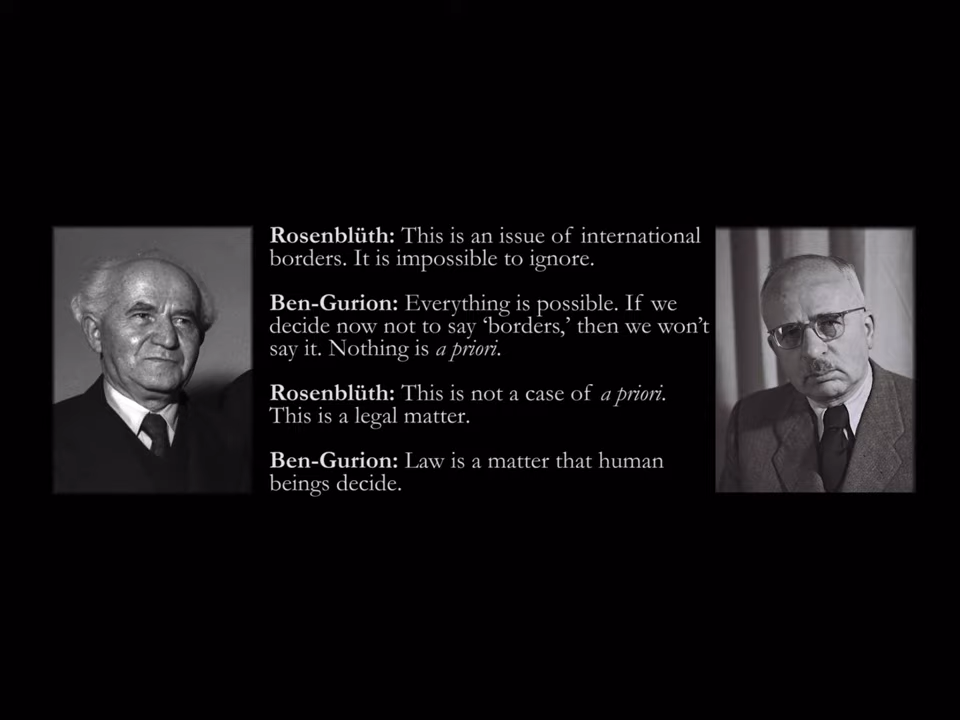 Rosenblüth: This is an issue of international
borders. It is impossible to ignore.
Ben-Gurion: Everything is possible. If we
decide now not to say ‘borders,’ then we won’t
say it. Nothing is a priori.
Rosenblüth: This is not a case of a priori.
This is a legal matter.
Ben-Gurion: Law is a matter that human
beings decide.